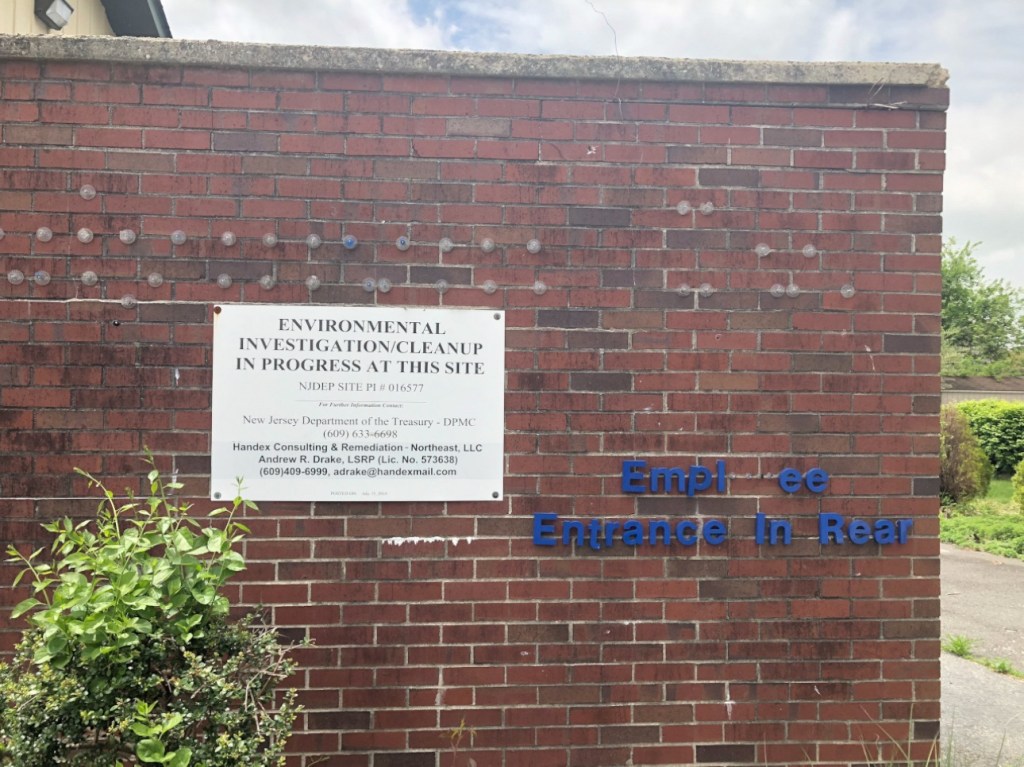 ENVIRONMENTAL
INVESTIGATION/CLEANUP
IN PROGRESS AT THIS SITE
NJDEP SITE PI # 016577
For Further Information Contact:
New Jersey Department of the Treasury - DPMC
(609) 633-6698
Handex Consulting & Remediation - Northeast, LLC
Andrew R. Drake, LSRP (Lic. No. 573638)
(609)409-6999, adrake@handexmail.com
Empl ee
Entrance In Rear